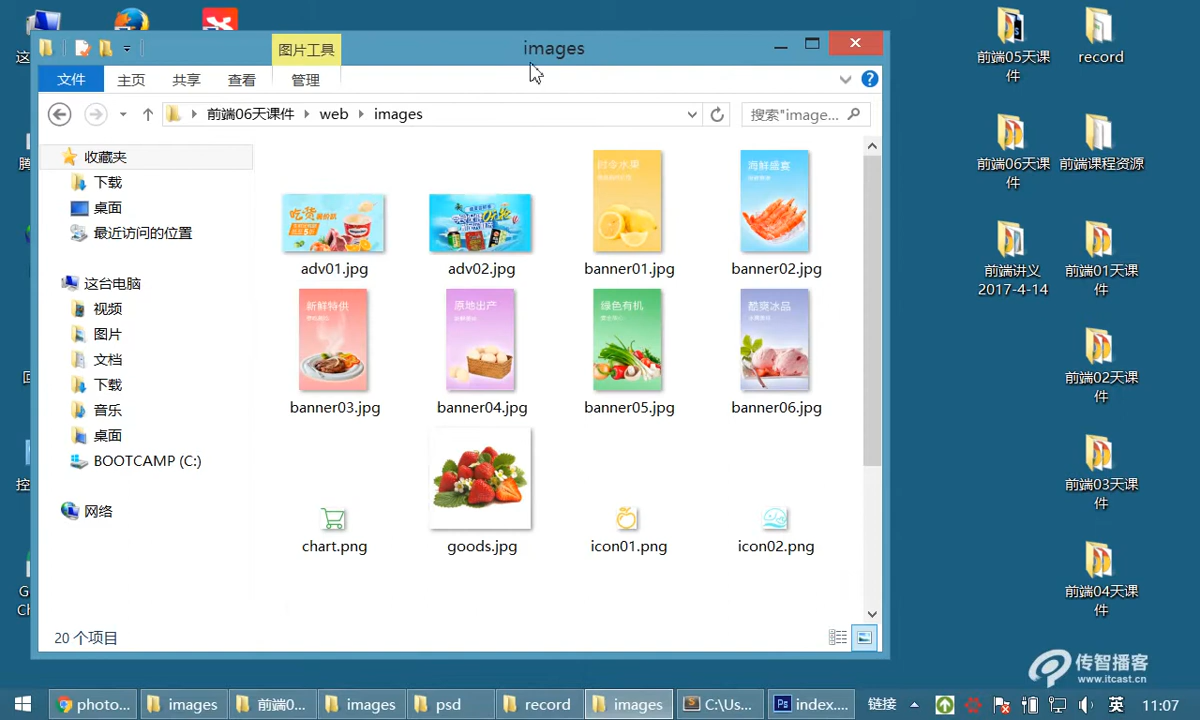 images
图片工具
文件
主页
共享
查看
管理
前端06天课件
web
images
搜索"image...
收藏夹
下载
桌面
最近访问的位置
这台电脑
视频
图片
文档
下载
音乐
桌面
BOOTCAMP (C:)
网络
时令水果
海鲜盛宴
adv01.jpg
adv02.jpg
banner01.jpg
banner02.jpg
新鲜特供
原地出产
绿色有机
酷爽冰品
banner03.jpg
banner04.jpg
banner05.jpg
banner06.jpg
chart.png
goods.jpg
icon01.png
icon02.png
20 个项目
前端05天课
件
record
前端06天课
件
前端课程资源
前端讲义
2017-4-14
前端01天课
件
前端02天课
件
前端03天课
件
前端04天课
件
传智播客
www.itcast.cn
photo...
images
前端0...
images
psd
record
images
C:\Us...
index....
链接
英
11:07